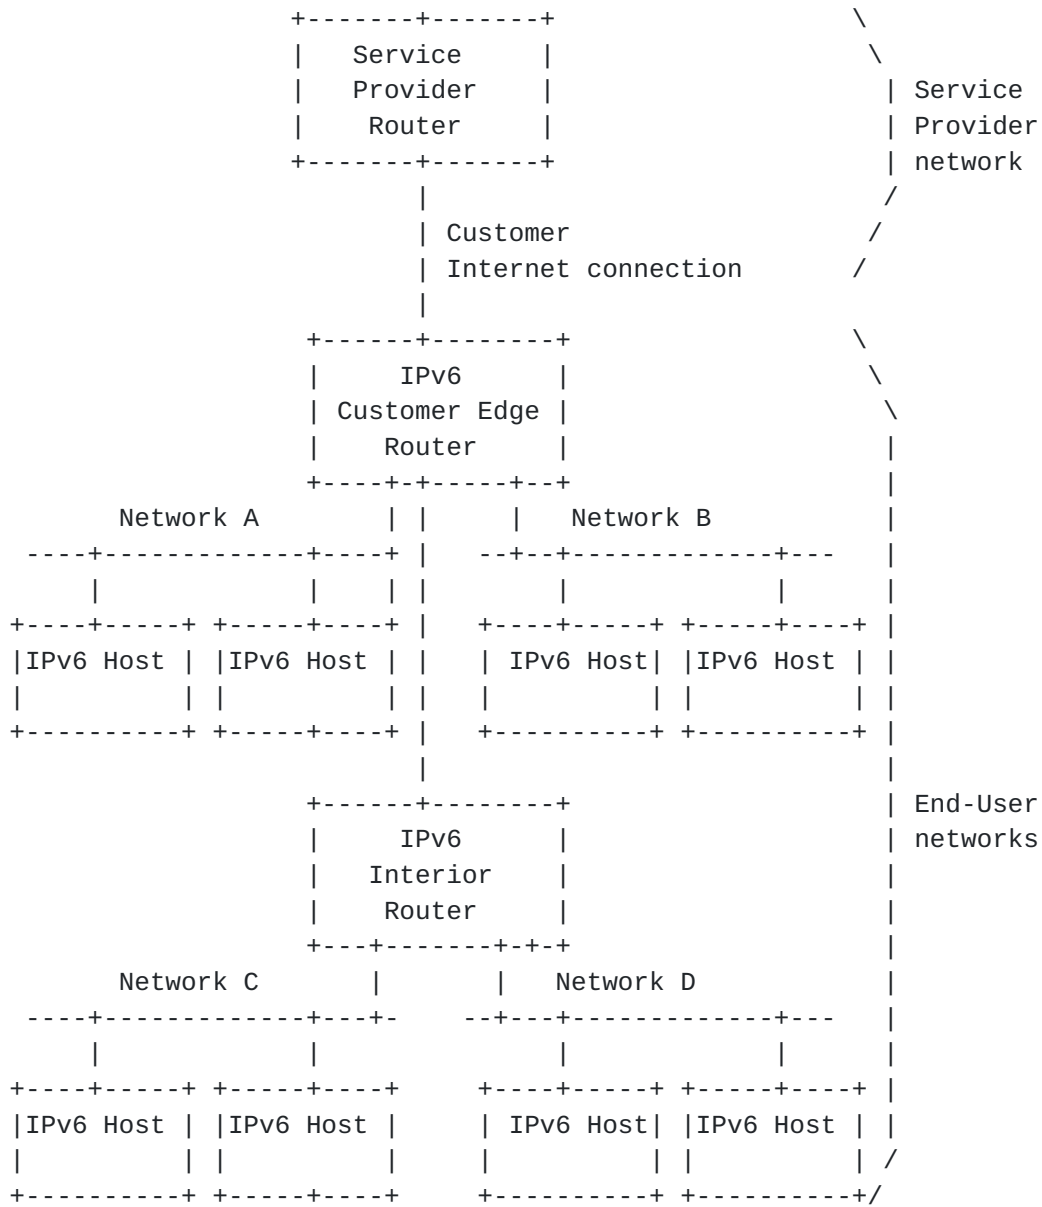 Service
Provider
Router
Service
Provider
network
Customer
Internet connection
IPv6
Customer Edge
Router
Network A
Network B
IPv6 Host
IPv6 Host
IPv6 Host
IPv6 Host
IPv6
Interior
Router
End-User
networks
Network C
Network D
IPv6 Host
IPv6 Host
IPv6 Host
IPv6 Host